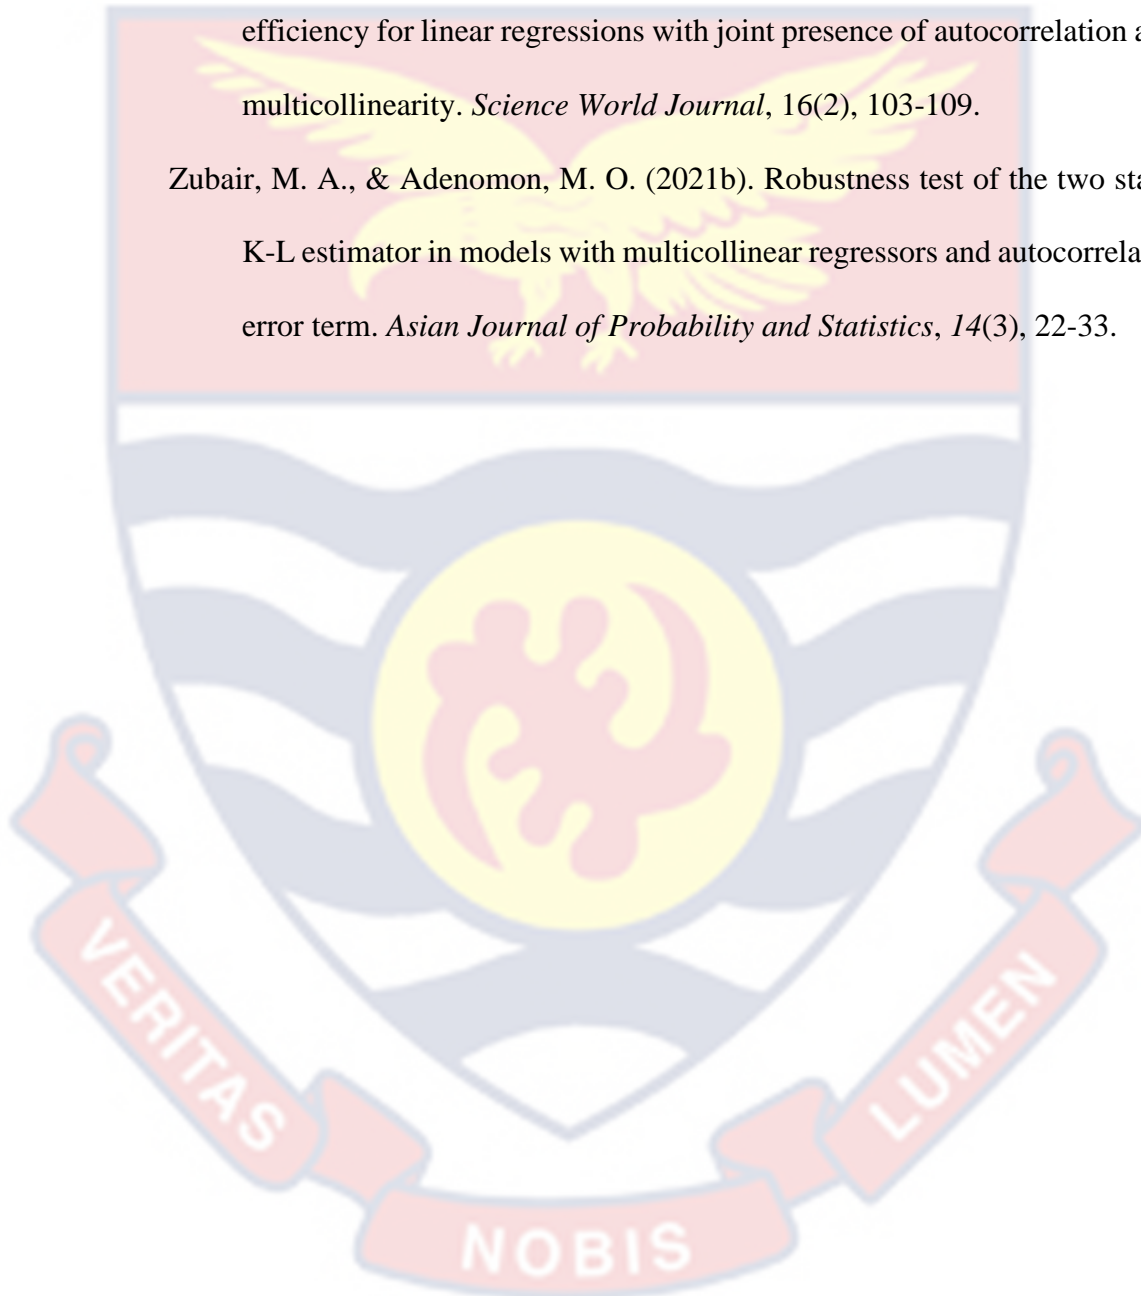 efficiency for linear regressions with joint presence of autocorrelation
multicollinearity. Science World Journal, 16(2), 103-109.
Zubair, M. A., & Adenomon, M. O. (2021b). Robustness test of the two
K-L estimator in models with multicollinear regressors and
error term. Asian Journal of Probability and Statistics, 14(3), 22-33.
VERITAS
NOBIS
LUMEN